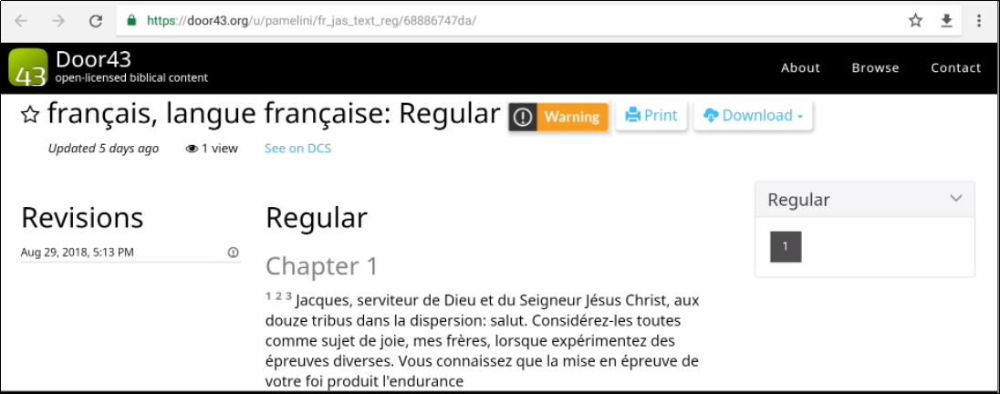 https://door43.org/u/pamelini/fr_jas_text_reg/68886747da/
43
Door43
open-licensed biblical content
About Browse Contact
français, langue française: Regular
Warning
Print
Download
Updated 5 days ago
1 view
See on DCS
Revisions
Aug 29, 2018, 5:13 PM
Regular
Chapter 1
1 2 3 Jacques, serviteur de Dieu et du Seigneur Jésus Christ, aux
douze tribus dans la dispersion: salut. Considérez-les toutes
comme sujet de joie, mes frères, lorsque expérimentez des
épreuves diverses. Vous connaissez que la mise en épreuve de
votre foi produit l'endurance
Regular
1